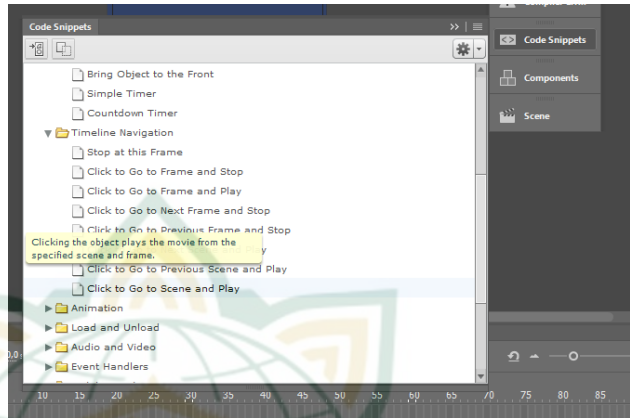 Code Snippets
Bring Object to the Front
Simple Timer
Countdown Timer
Timeline Navigation
Stop at this Frame
Click to Go to Frame and Stop
Click to Go to Frame and Play
Click to Go to Next Frame and Stop
Click to Go to Previous Frame and Stop
Clicking the object plays the movie from the
specified scene and frame.
Click to Go to Previous Scene and Play
Click to Go to Scene and Play
Animation
Load and Unload
Audio and Video
Event Handlers
Code Snippets
Components
Scene
10 15 20 25 30 35 40 45 50 55 60 65 70 75 80 85